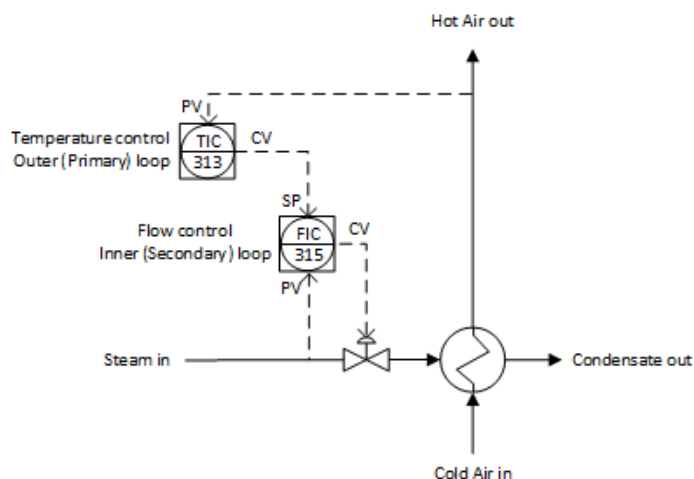 Hot Air out
PV
Temperature control
Outer (Primary) loop
TIC
313
CV
SP
Flow control
Inner (Secondary) loop
FIC
315
CV
PV
Steam in
Condensate out
Cold Air in